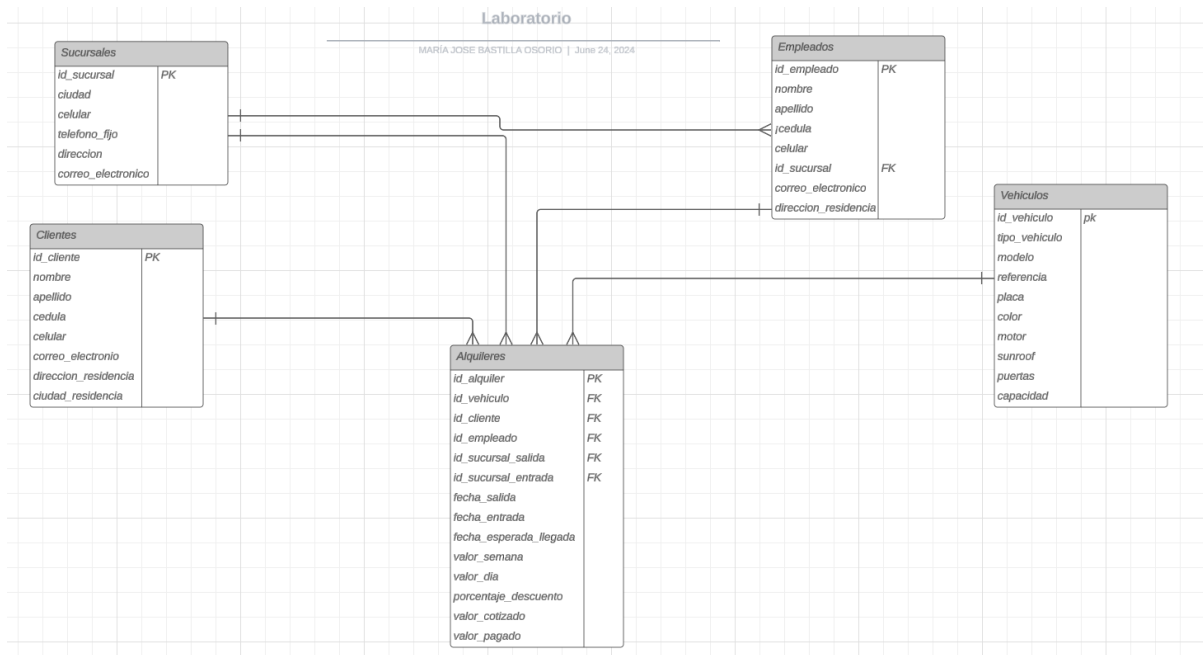 Laboratorio
MARÍA JOSE BASTILLA OSORIO | June 24, 2024
Sucursales
id_sucursal PK
ciudad
celular
telefono_fijo
direccion
correo_electronico
Empleados
id_empleado PK
nombre
apellido
¡cedula
celular
id_sucursal FK
correo_electronico
direccion_residencia
Vehiculos
id_vehiculo pk
tipo_vehiculo
modelo
referencia
placa
color
motor
sunroof
puertas
capacidad
Clientes
id_cliente PK
nombre
apellido
cedula
celular
correo_electronio
direccion_residencia
ciudad_residencia
Alquileres
id_alquiler PK
id_vehiculo FK
id_cliente FK
id_empleado FK
id_sucursal_salida FK
id_sucursal_entrada FK
fecha_salida
fecha_entrada
fecha_esperada_llegada
valor_semana
valor_dia
porcentaje_descuento
valor_cotizado
valor_pagado